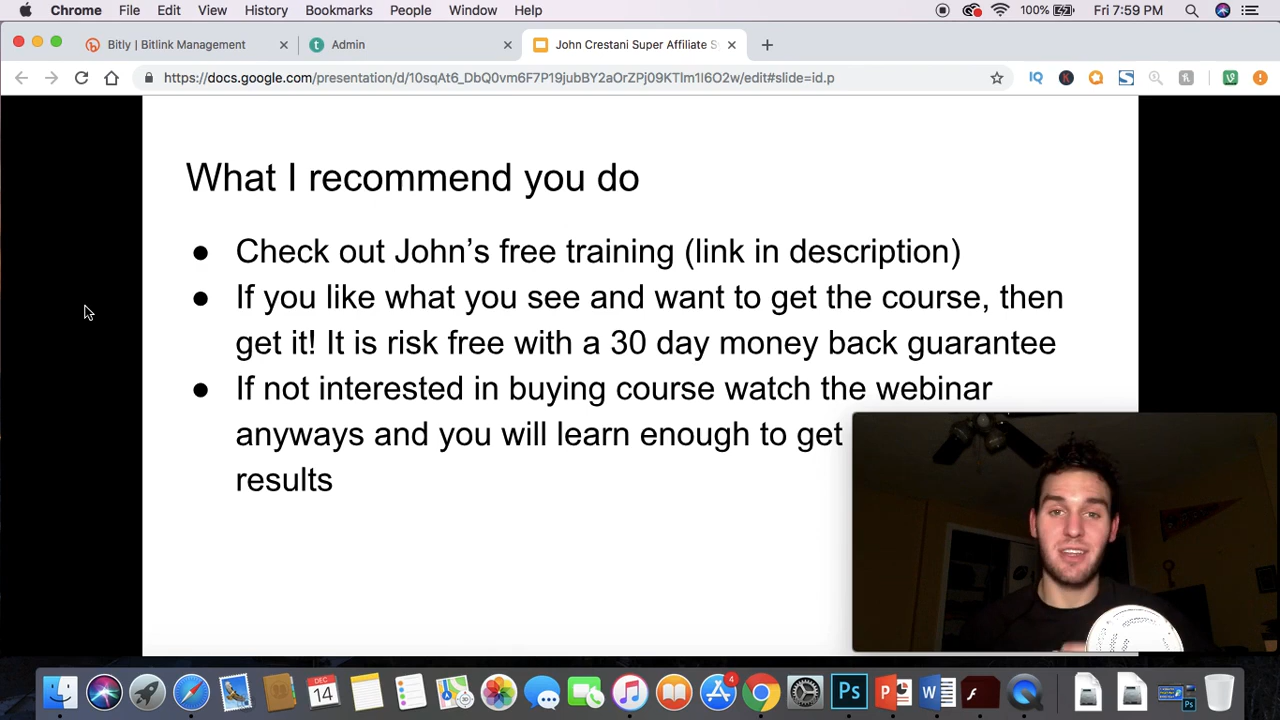 Chrome File Edit View History Bookmarks People Window Help 100% Fri 7:59 PM
Bitly | Bitlink Management
Admin
John Crestani Super Affiliate S
https://docs.google.com/presentation/d/10sqAt6_DbQ0vm6F7P19jubBY2aOrZPj09KTlm1l6O2w/edit#slide=id.p
IQ K S
What I recommend you do
● Check out John’s free training (link in description)
● If you like what you see and want to get the course, then
get it! It is risk free with a 30 day money back guarantee
● If not interested in buying course watch the webinar
anyways and you will learn enough to get
results
DEC
14
4
Ps P W